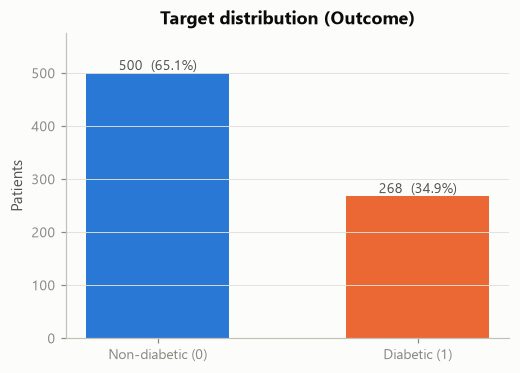 Target distribution (Outcome)
Patients
500
400
300
200
100
0
500 (65.1%)
268 (34.9%)
Non-diabetic (0)
Diabetic (1)